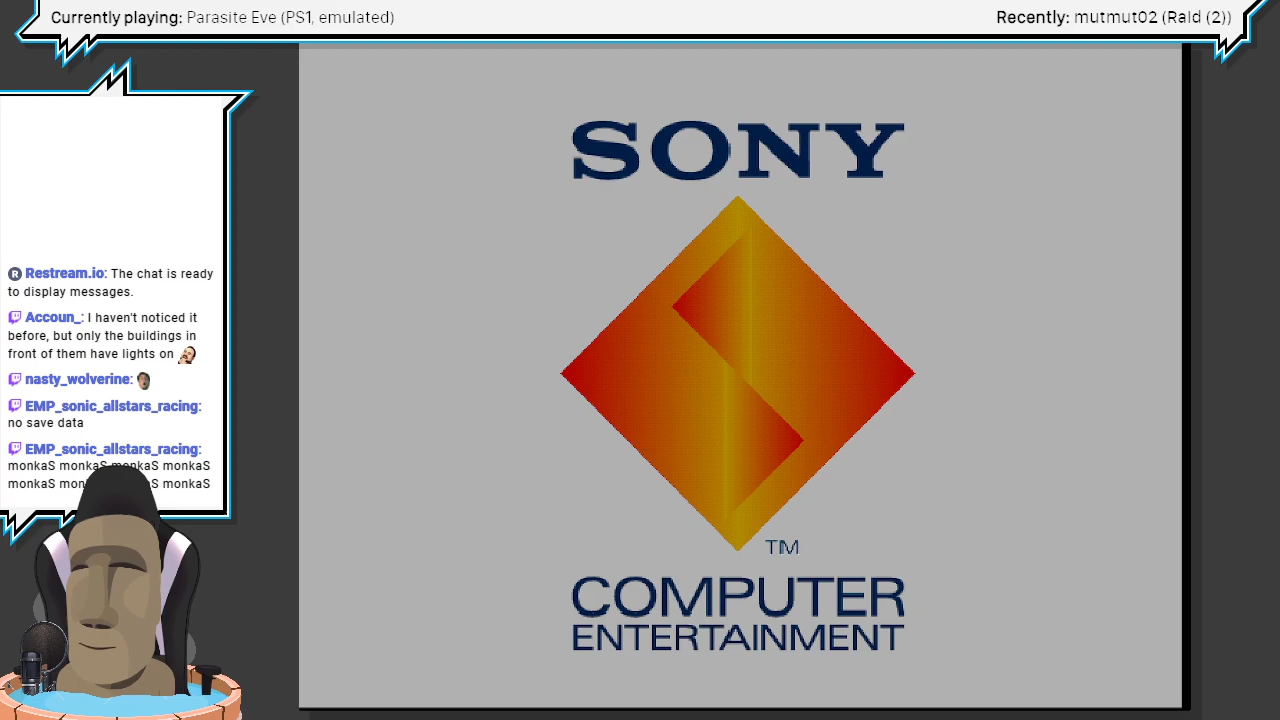 Currently playing: Parasite Eve (PS1, emulated)
Recently: mutmut02 (Raid (2))
SONY
TM
COMPUTER
ENTERTAINMENT
R Restream.io: The chat is ready
to display messages.
Accoun_: I haven't noticed it
before, but only the buildings in
front of them have lights on
nasty_wolverine:
EMP_sonic_allstars_racing:
no save data
EMP_sonic_allstars_racing:
monkaS monkaS monkaS monkaS
monkaS monkaS